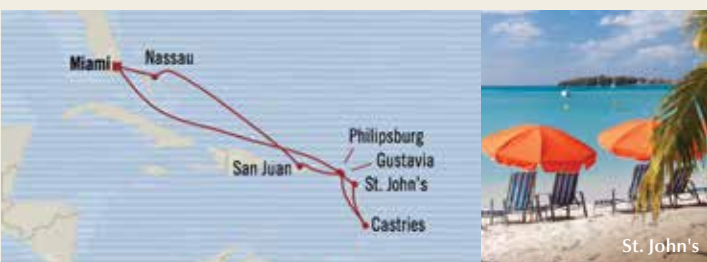 Nassau
Miami
Philipsburg
Gustavia
San Juan
St. John's
Castries
St. John's